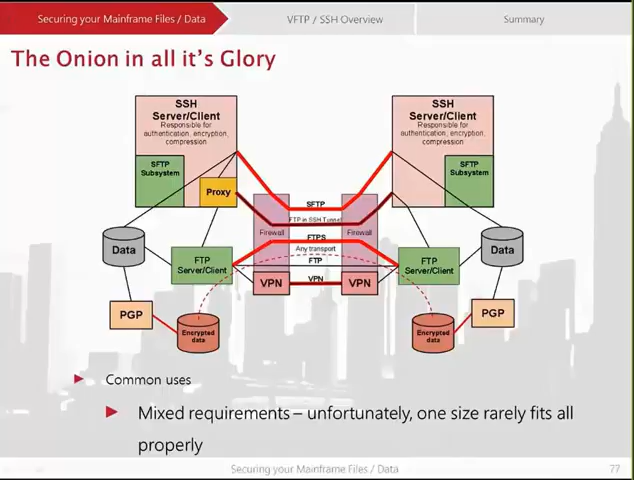 Securing your Mainframe Files / Data
VFTP / SSH Overview
Summary
The Onion in all it's Glory
SSH
Server/Client
Responsible for
authentication, encryption,
compression
SFTP
Subsystem
Proxy
SSH
Server/Client
Responsible for
authentication, encryption,
compression
SFTP
Subsystem
SFTP
FTP in SSH Tunnel
Firewall
Firewall
FTPS
Any transport
FTP
VPN
Data
FTP
Server/Client
VPN
VPN
FTP
Server/Client
Data
PGP
Encrypted
data
Encrypted
data
PGP
Common uses
Mixed requirements – unfortunately, one size rarely fits all
properly
Securing your Mainframe Files / Data
77